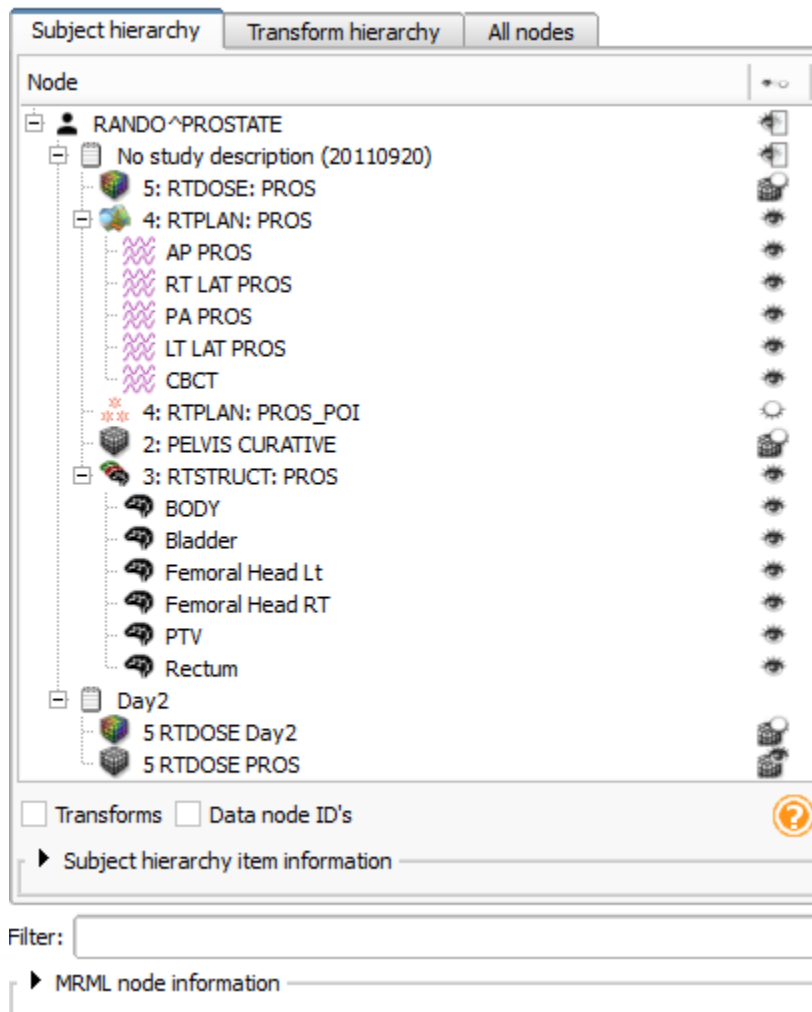 Subject hierarchy Transform hierarchy All nodes
Node
RANDO^PROSTATE
No study description (20110920)
5: RTDOSE: PROS
4: RTPLAN: PROS
AP PROS
RT LAT PROS
PA PROS
LT LAT PROS
CBCT
4: RTPLAN: PROS_POI
2: PELVIS CURATIVE
3: RTSTRUCT: PROS
BODY
Bladder
Femoral Head Lt
Femoral Head RT
PTV
Rectum
Day2
5 RTDOSE Day2
5 RTDOSE PROS
Transforms Data node ID's ?
Subject hierarchy item information
Filter:
MRML node information